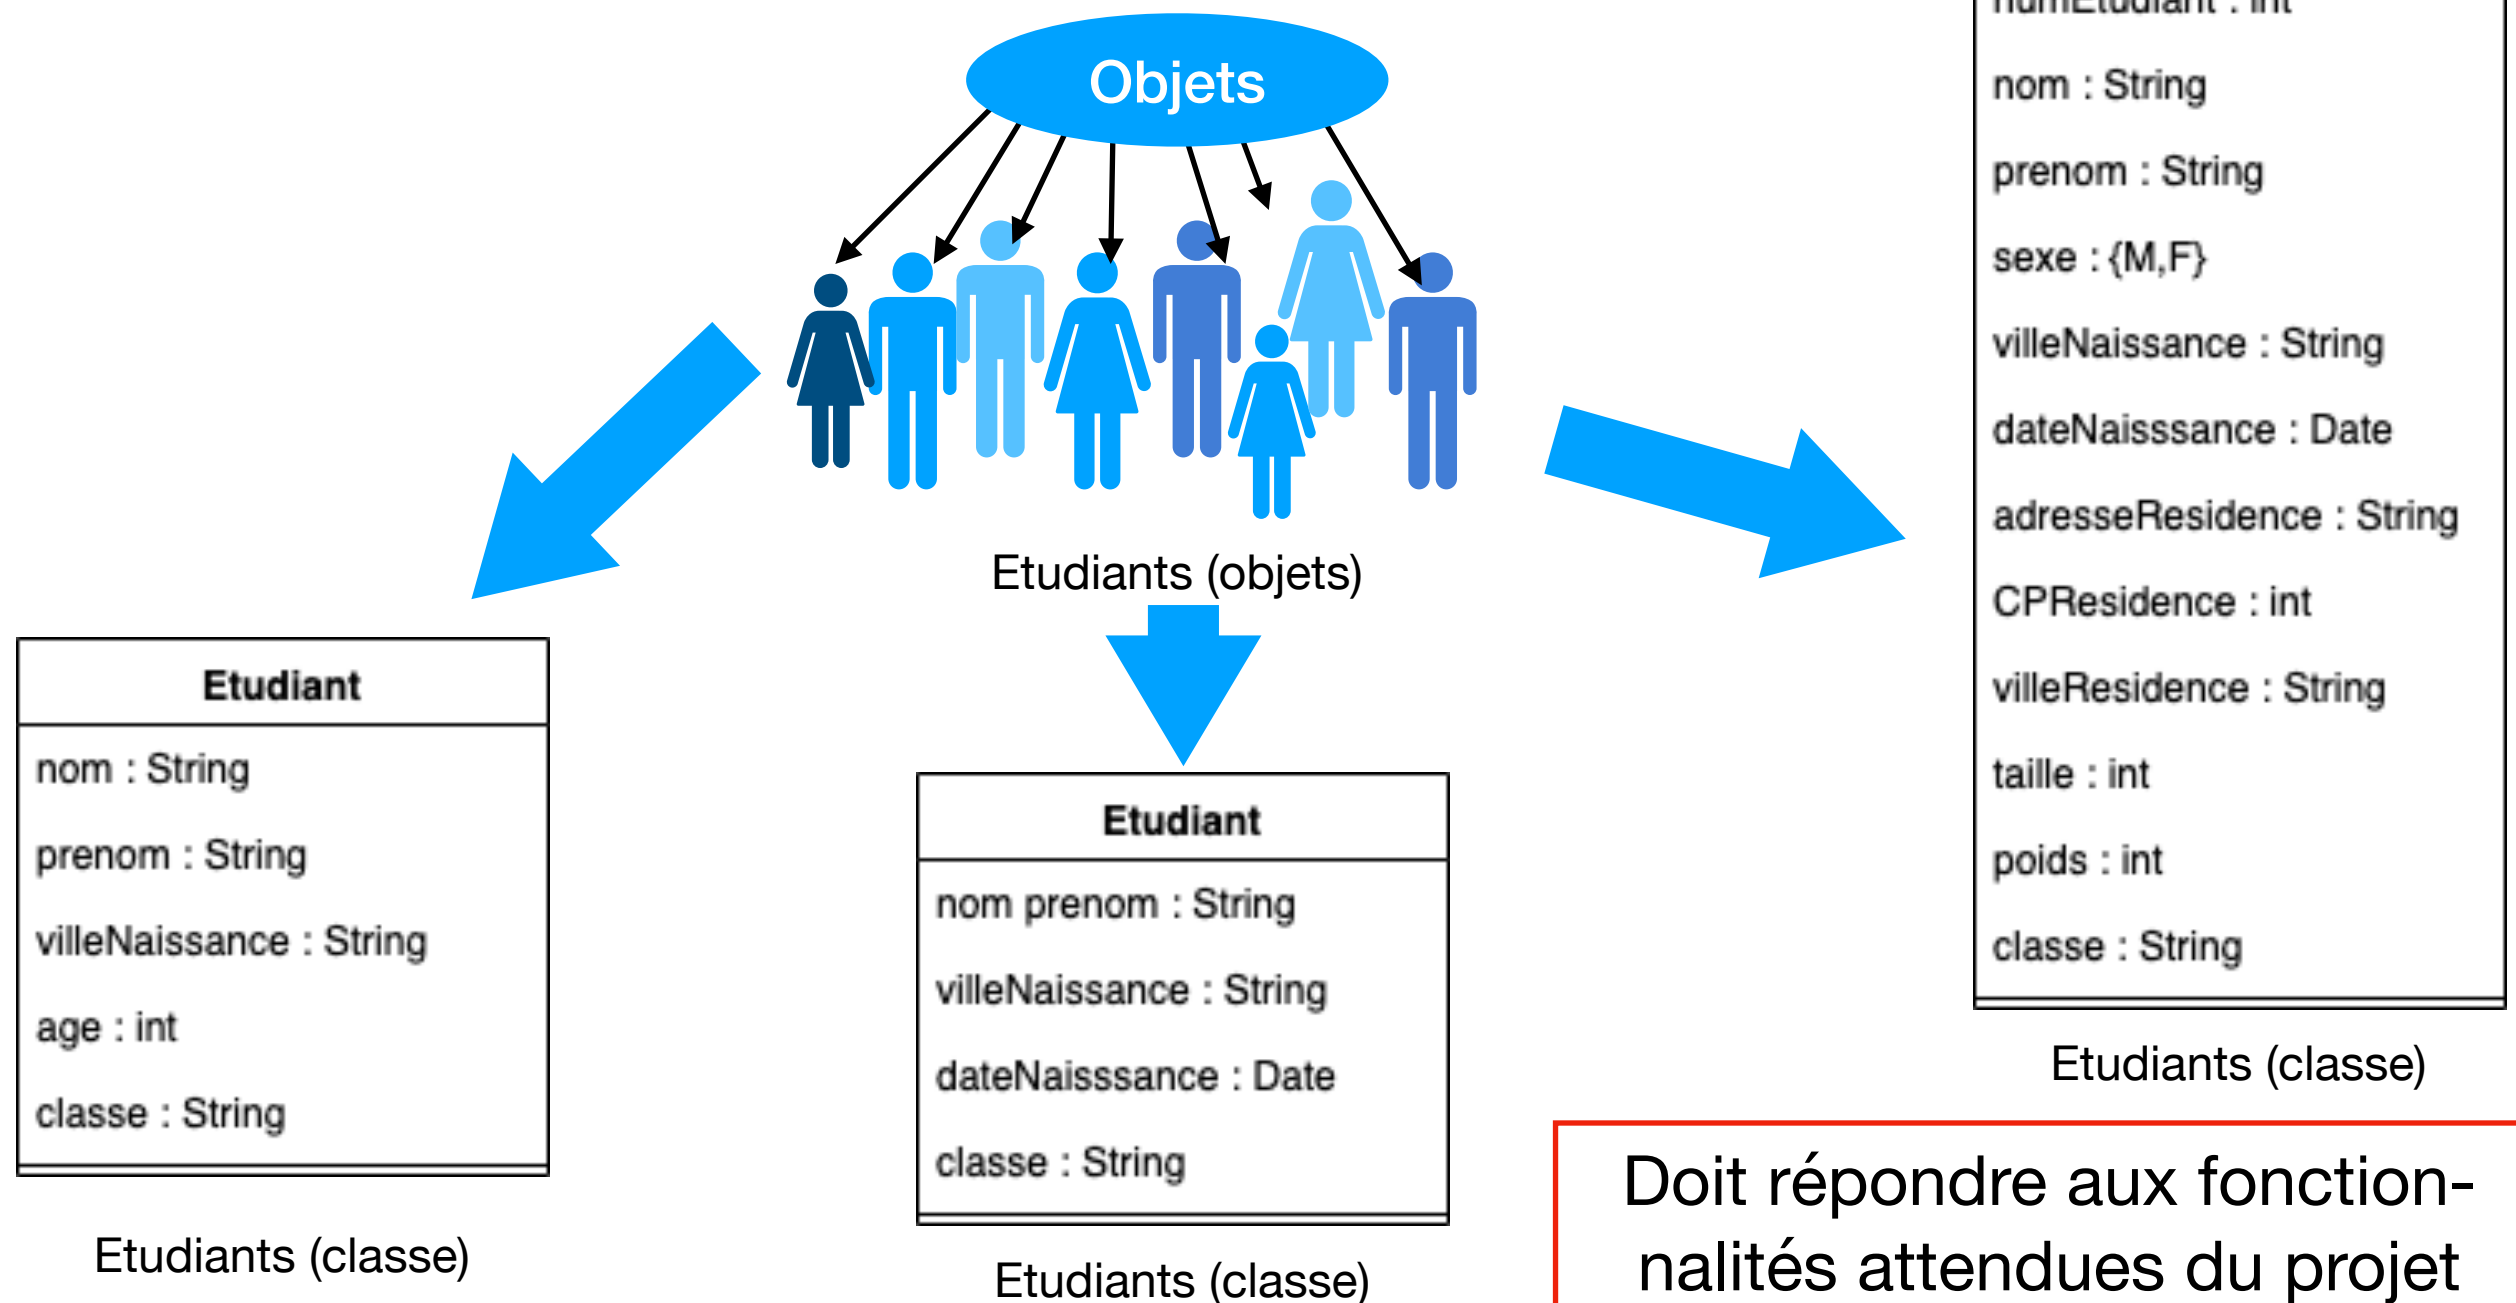 Objets
Etudiants (objets)
Etudiant
nom : String
prenom : String
villeNaissance : String
age : int
classe : String
Etudiants (classe)
Etudiant
nom prenom : String
villeNaissance : String
dateNaisssance : Date
classe : String
Etudiants (classe)
numEtudiant : int
nom : String
prenom : String
sexe : {M,F}
villeNaissance : String
dateNaisssance : Date
adresseResidence : String
CPResidence : int
villeResidence : String
taille : int
poids : int
classe : String
Etudiants (classe)
Doit répondre aux fonction-
nalités attendues du projet